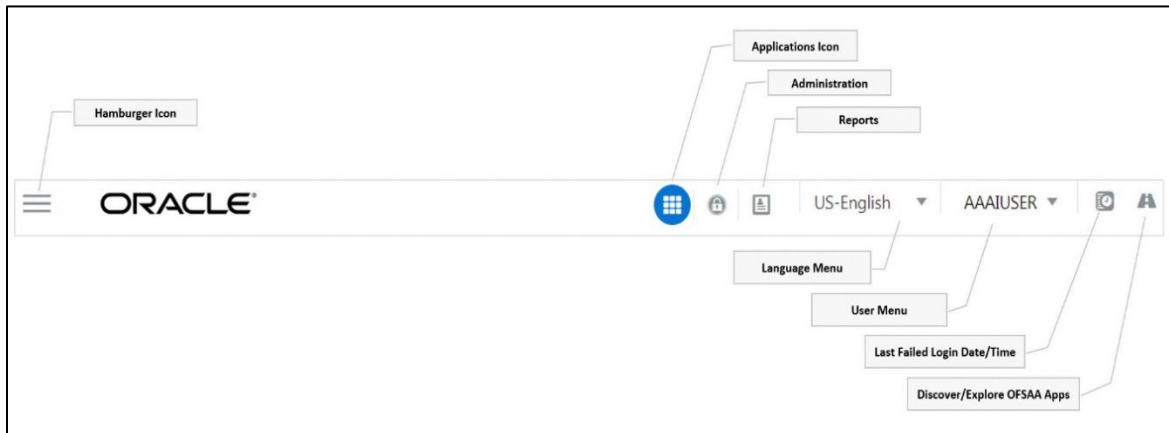 Applications Icon
Administration
Hamburger Icon
Reports
ORACLE®
US-English
AAAIUSER
Language Menu
User Menu
Last Failed Login Date/Time
Discover/Explore OFSAA Apps